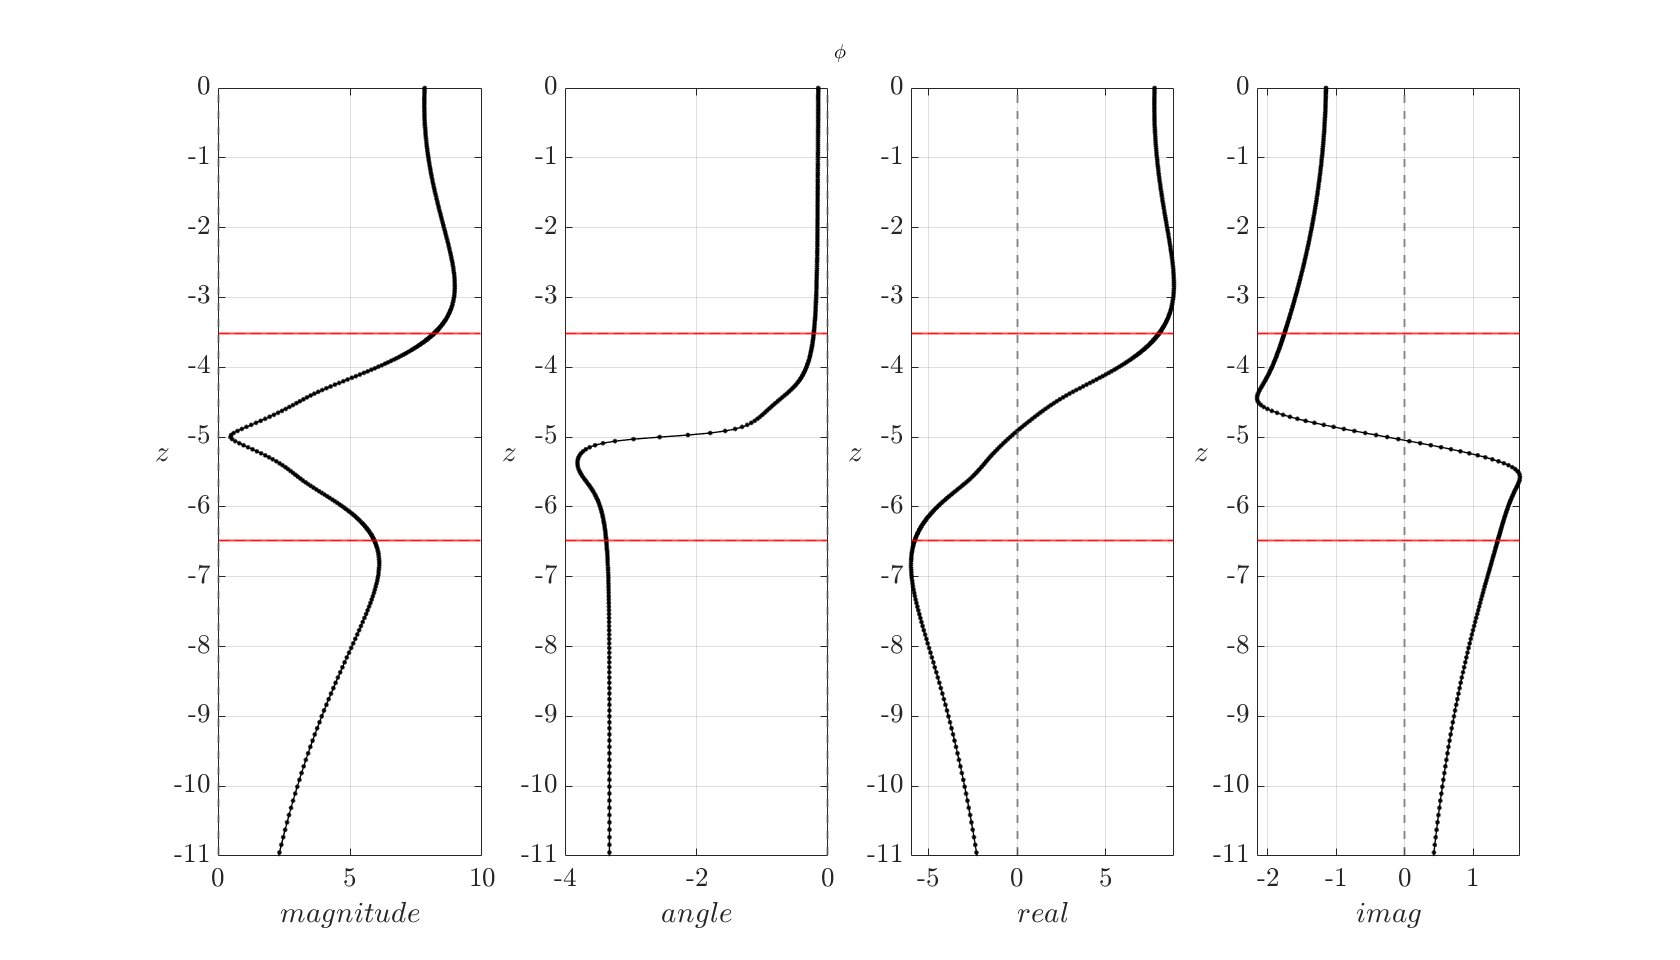 ϕ
0 0 0 0
-1 -1 -1 -1
-2 -2 -2 -2
-3 -3 -3 -3
-4 -4 -4 -4
-5 -5 -5 -5
z z z z
-6 -6 -6 -6
-7 -7 -7 -7
-8 -8 -8 -8
-9 -9 -9 -9
-10 -10 -10 -10
-11 -11 -11 -11
0 5 10 -4 -2 0 -5 0 5 -2 -1 0 1
magnitude angle real imag